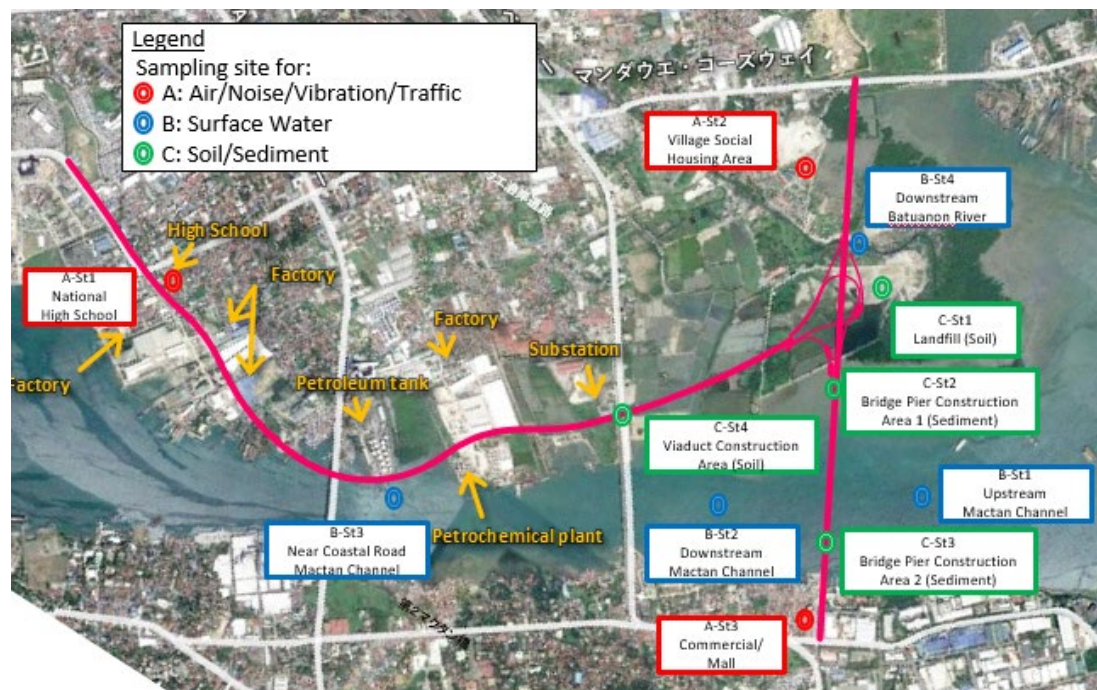 Legend
Sampling site for:
A: Air/Noise/Vibration/Traffic
B: Surface Water
C: Soil/Sediment
マンダウエ・コーズウェイ
A-St2
Village Social
Housing Area
B-St4
Downstream
Batuanon River
High School
A-St1
National
High School
Factory
Factory
Substation
C-St1
Landfill (Soil)
Factory
Petroleum tank
C-St2
Bridge Pier Construction
Area 1 (Sediment)
C-St4
Viaduct Construction
Area (Soil)
B-St1
Upstream
Mactan Channel
B-St3
Near Coastal Road
Mactan Channel
Petrochemical plant
B-St2
Downstream
Mactan Channel
C-St3
Bridge Pier Construction
Area 2 (Sediment)
A-St3
Commercial/
Mall